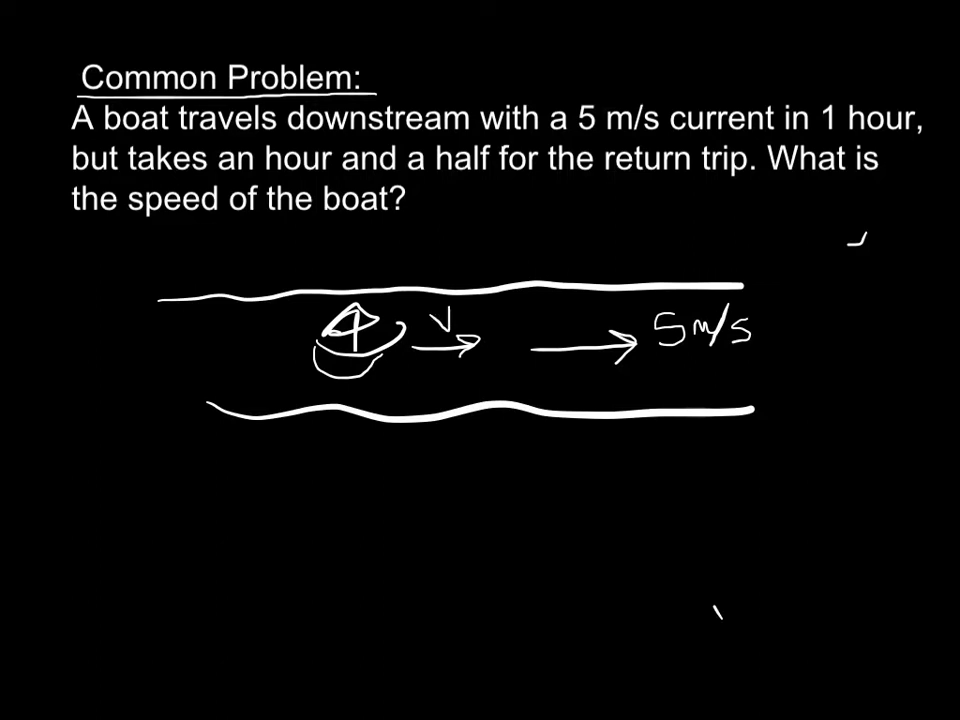 Common Problem:
A boat travels downstream with a 5 m/s current in 1 hour,
but takes an hour and a half for the return trip. What is
the speed of the boat?
V
5 m/s